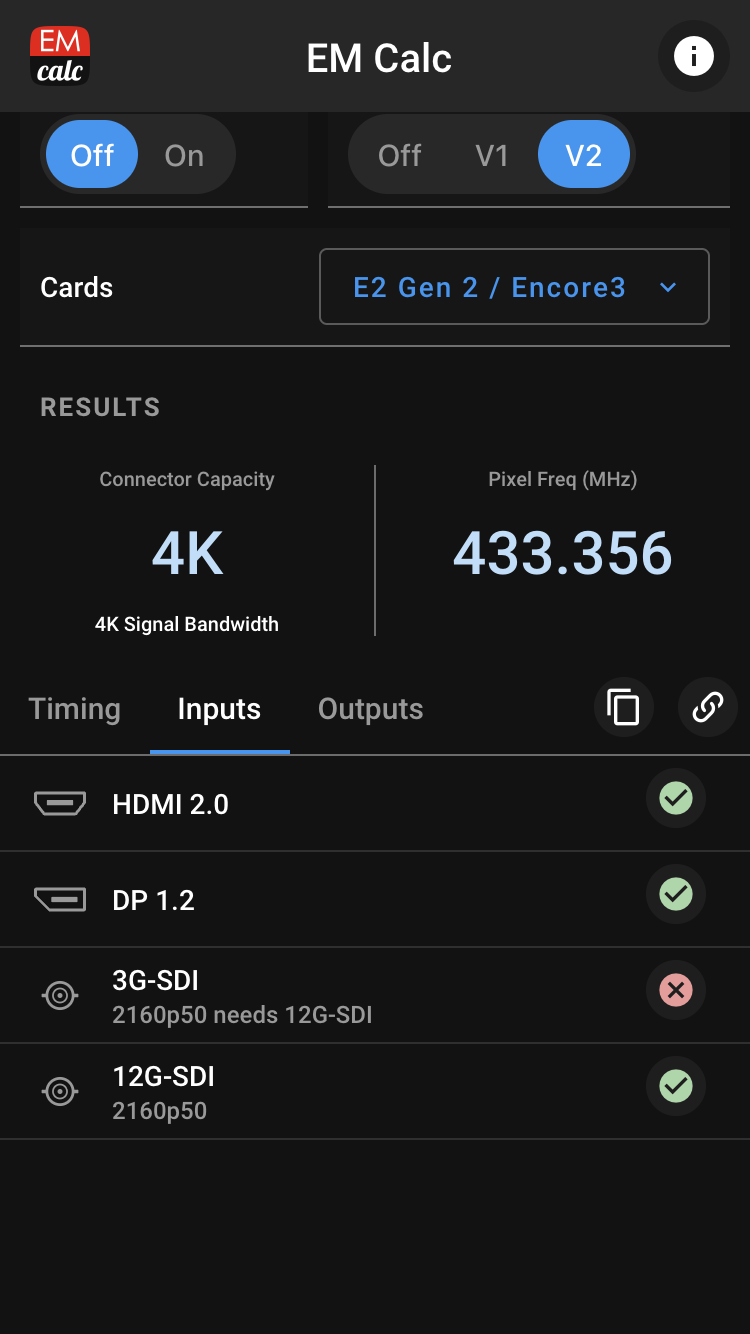 EM
calc
EM Calc
Off On
Off V1 V2
Cards
E2 Gen 2 / Encore3
RESULTS
Connector Capacity
4K
4K Signal Bandwidth
Pixel Freq (MHz)
433.356
Timing Inputs Outputs
HDMI 2.0
DP 1.2
3G-SDI
2160p50 needs 12G-SDI
12G-SDI
2160p50